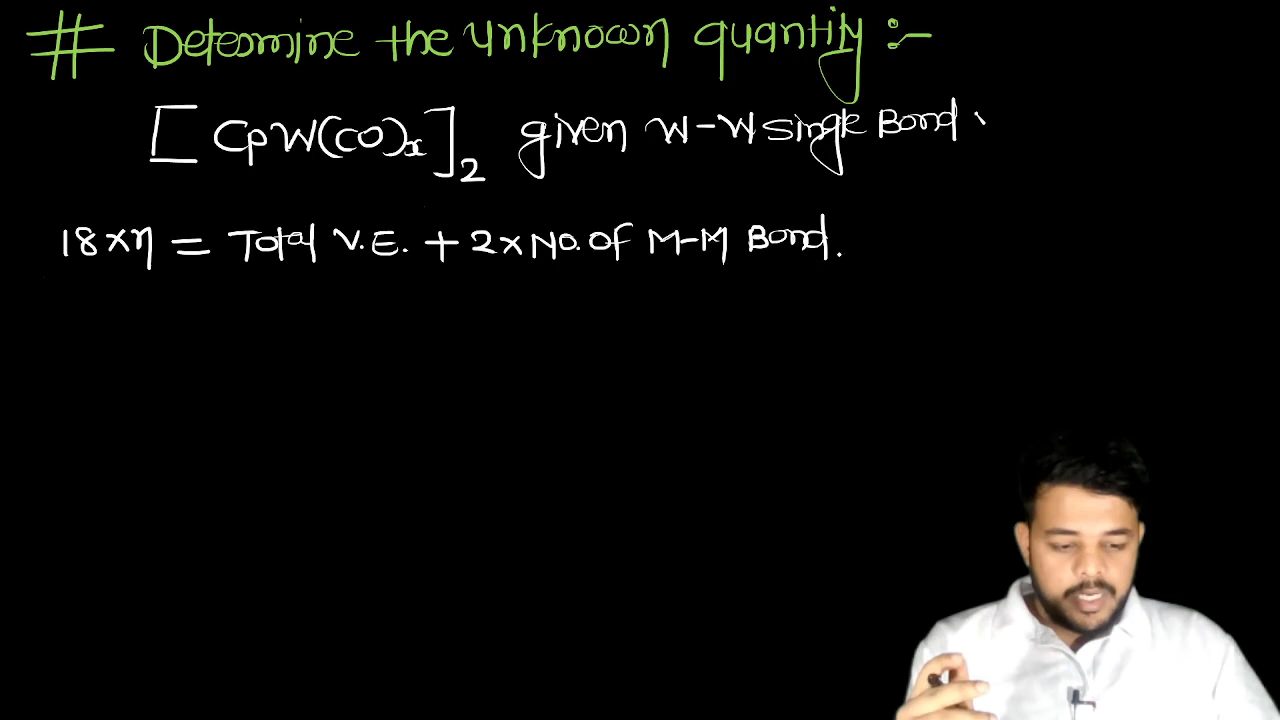 # Determine the unknown quantity :-
[CpW(CO)ₓ]₂ given W-W single Bond.
18×η = Total V.E. + 2×No. of M-M Bond.